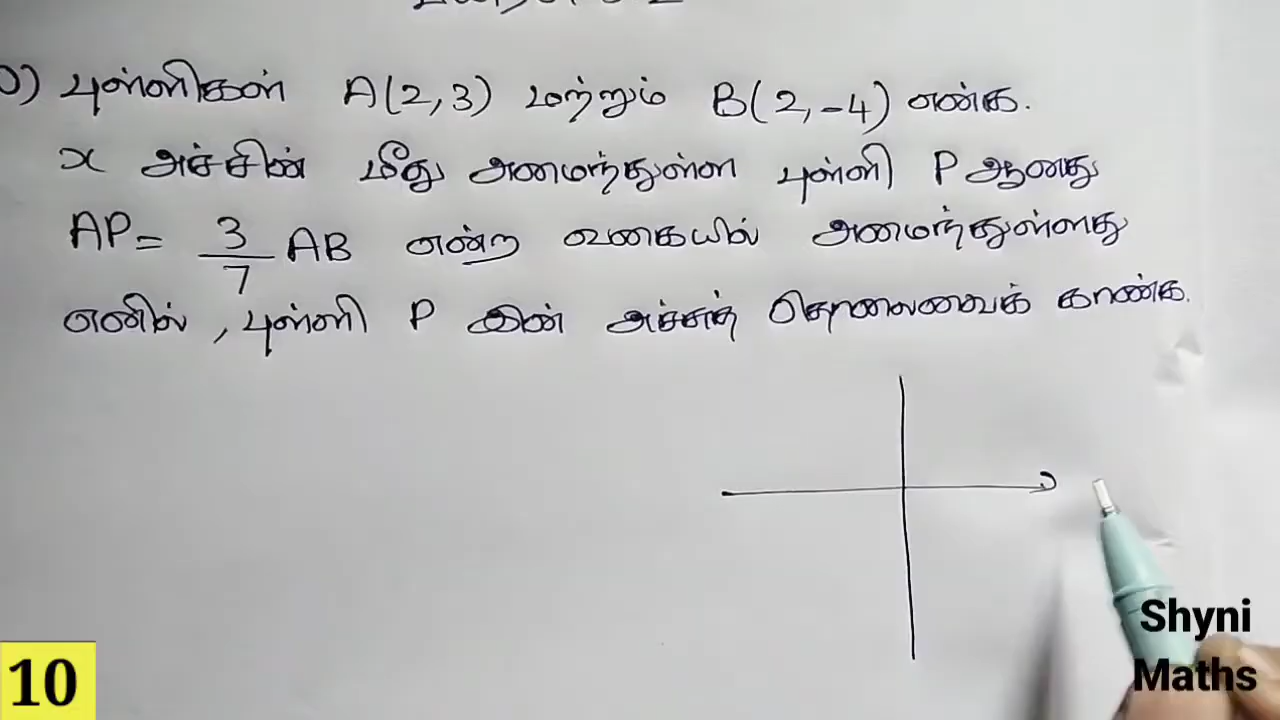 புள்ளிகள் A(2,3) மற்றும் B(2,-4) என்க.
x அச்சின் மீது அமைந்துள்ள புள்ளி P ஆனது
AP = 3/7 AB என்ற வகையில் அமைந்துள்ளது
எனில், புள்ளி P இன் அச்சுத் தொலைவைக் காண்க.
Shyni
Maths
10